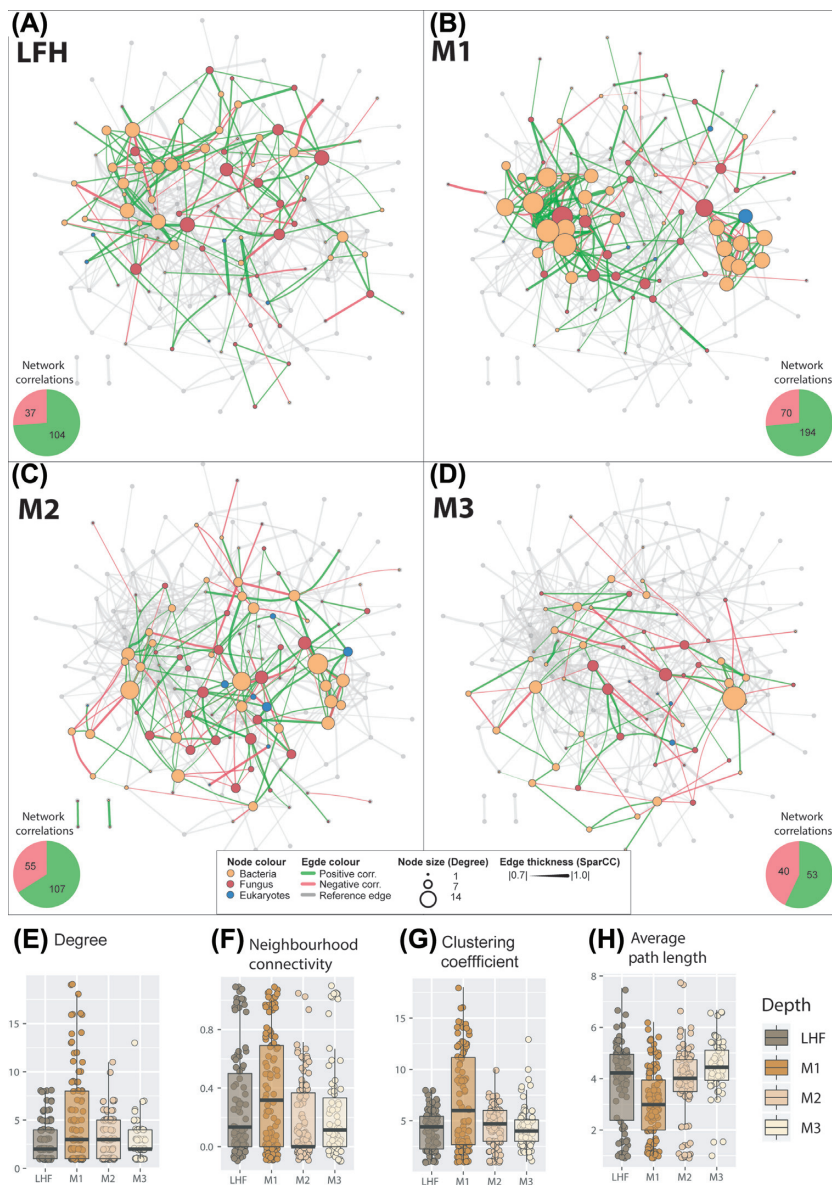 (A)
LFH
Network
correlations
37
104
(B)
M1
Network
correlations
70
194
(C)
M2
Network
correlations
55
107
(D)
M3
Network
correlations
40
53
Node colour
Bacteria
Fungus
Eukaryotes
Egde colour
Positive corr.
Negative corr.
Reference edge
Node size (Degree)
1
7
14
Edge thickness (SparCC)
|0.7|
|1.0|
(E) Degree
15
10
5
0
LHF M1 M2 M3
(F) Neighbourhood
connectivity
0.8
0.4
0.0
LHF M1 M2 M3
(G) Clustering
coeffficient
15
10
5
LHF M1 M2 M3
(H) Average
path length
8
6
4
2
LHF M1 M2 M3
Depth
LHF
M1
M2
M3